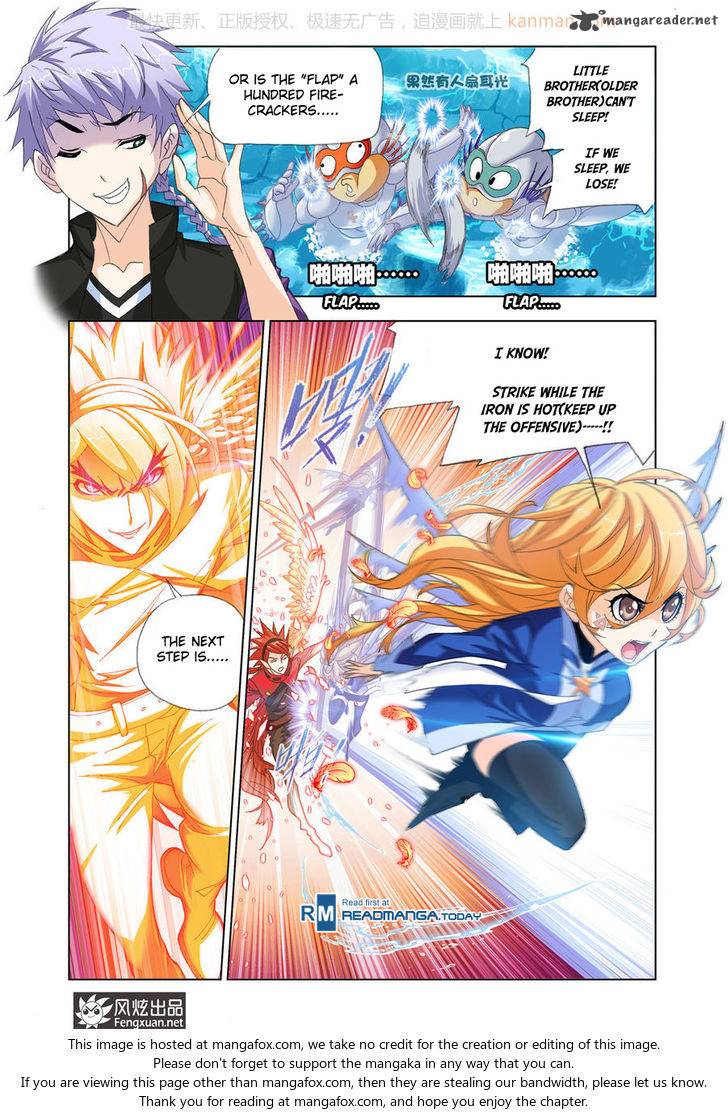 最快更新、正版授权、极速无广告，追漫画就上 kanman
mangareader.net
OR IS THE "FLAP" A
HUNDRED FIRE-
CRACKERS.....
果然有人扇耳光
LITTLE
BROTHER(OLDER
BROTHER)CAN'T
SLEEP!
IF WE
SLEEP, WE
LOSE!
啪啪啪······
FLAP.....
啪啪啪······
FLAP.....
I KNOW!
STRIKE WHILE THE
IRON IS HOT(KEEP UP
THE OFFENSIVE)-----!!
THE NEXT
STEP IS.....
RM
Read first at
READMANGA.TODAY
风炫出品
Fengxuan.net
This image is hosted at mangafox.com, we take no credit for the creation or editing of this image.
Please don't forget to support the mangaka in any way that you can.
If you are viewing this page other than mangafox.com, then they are stealing our bandwidth, please let us know.
Thank you for reading at mangafox.com, and hope you enjoy the chapter.